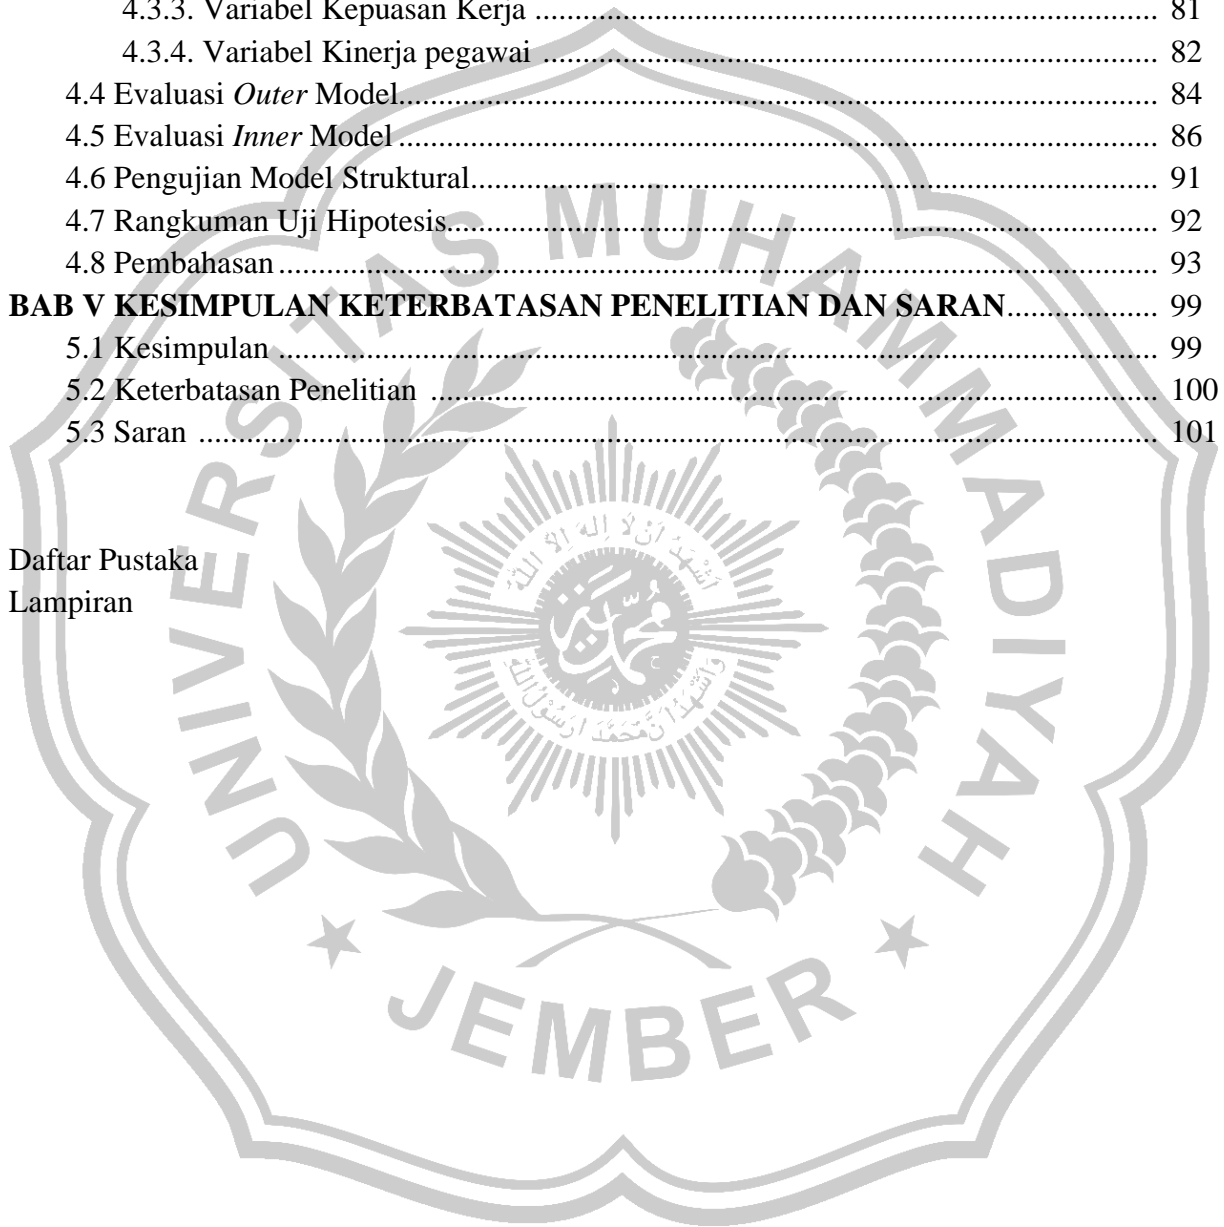 4.3.3. Variabel Kepuasan Kerja ............................................................................ 81
4.3.4. Variabel Kinerja pegawai ........................................................................... 82
4.4 Evaluasi Outer Model............................................................................................. 84
4.5 Evaluasi Inner Model ............................................................................................. 86
4.6 Pengujian Model Struktural.................................................................................... 91
4.7 Rangkuman Uji Hipotesis....................................................................................... 92
4.8 Pembahasan ............................................................................................................ 93
BAB V KESIMPULAN KETERBATASAN PENELITIAN DAN SARAN.................. 99
5.1 Kesimpulan ............................................................................................................ 99
5.2 Keterbatasan Penelitian ......................................................................................... 100
5.3 Saran ...................................................................................................................... 101
Daftar Pustaka
Lampiran
UNIVERSITAS MUHAMMADIYAH
JEMBER